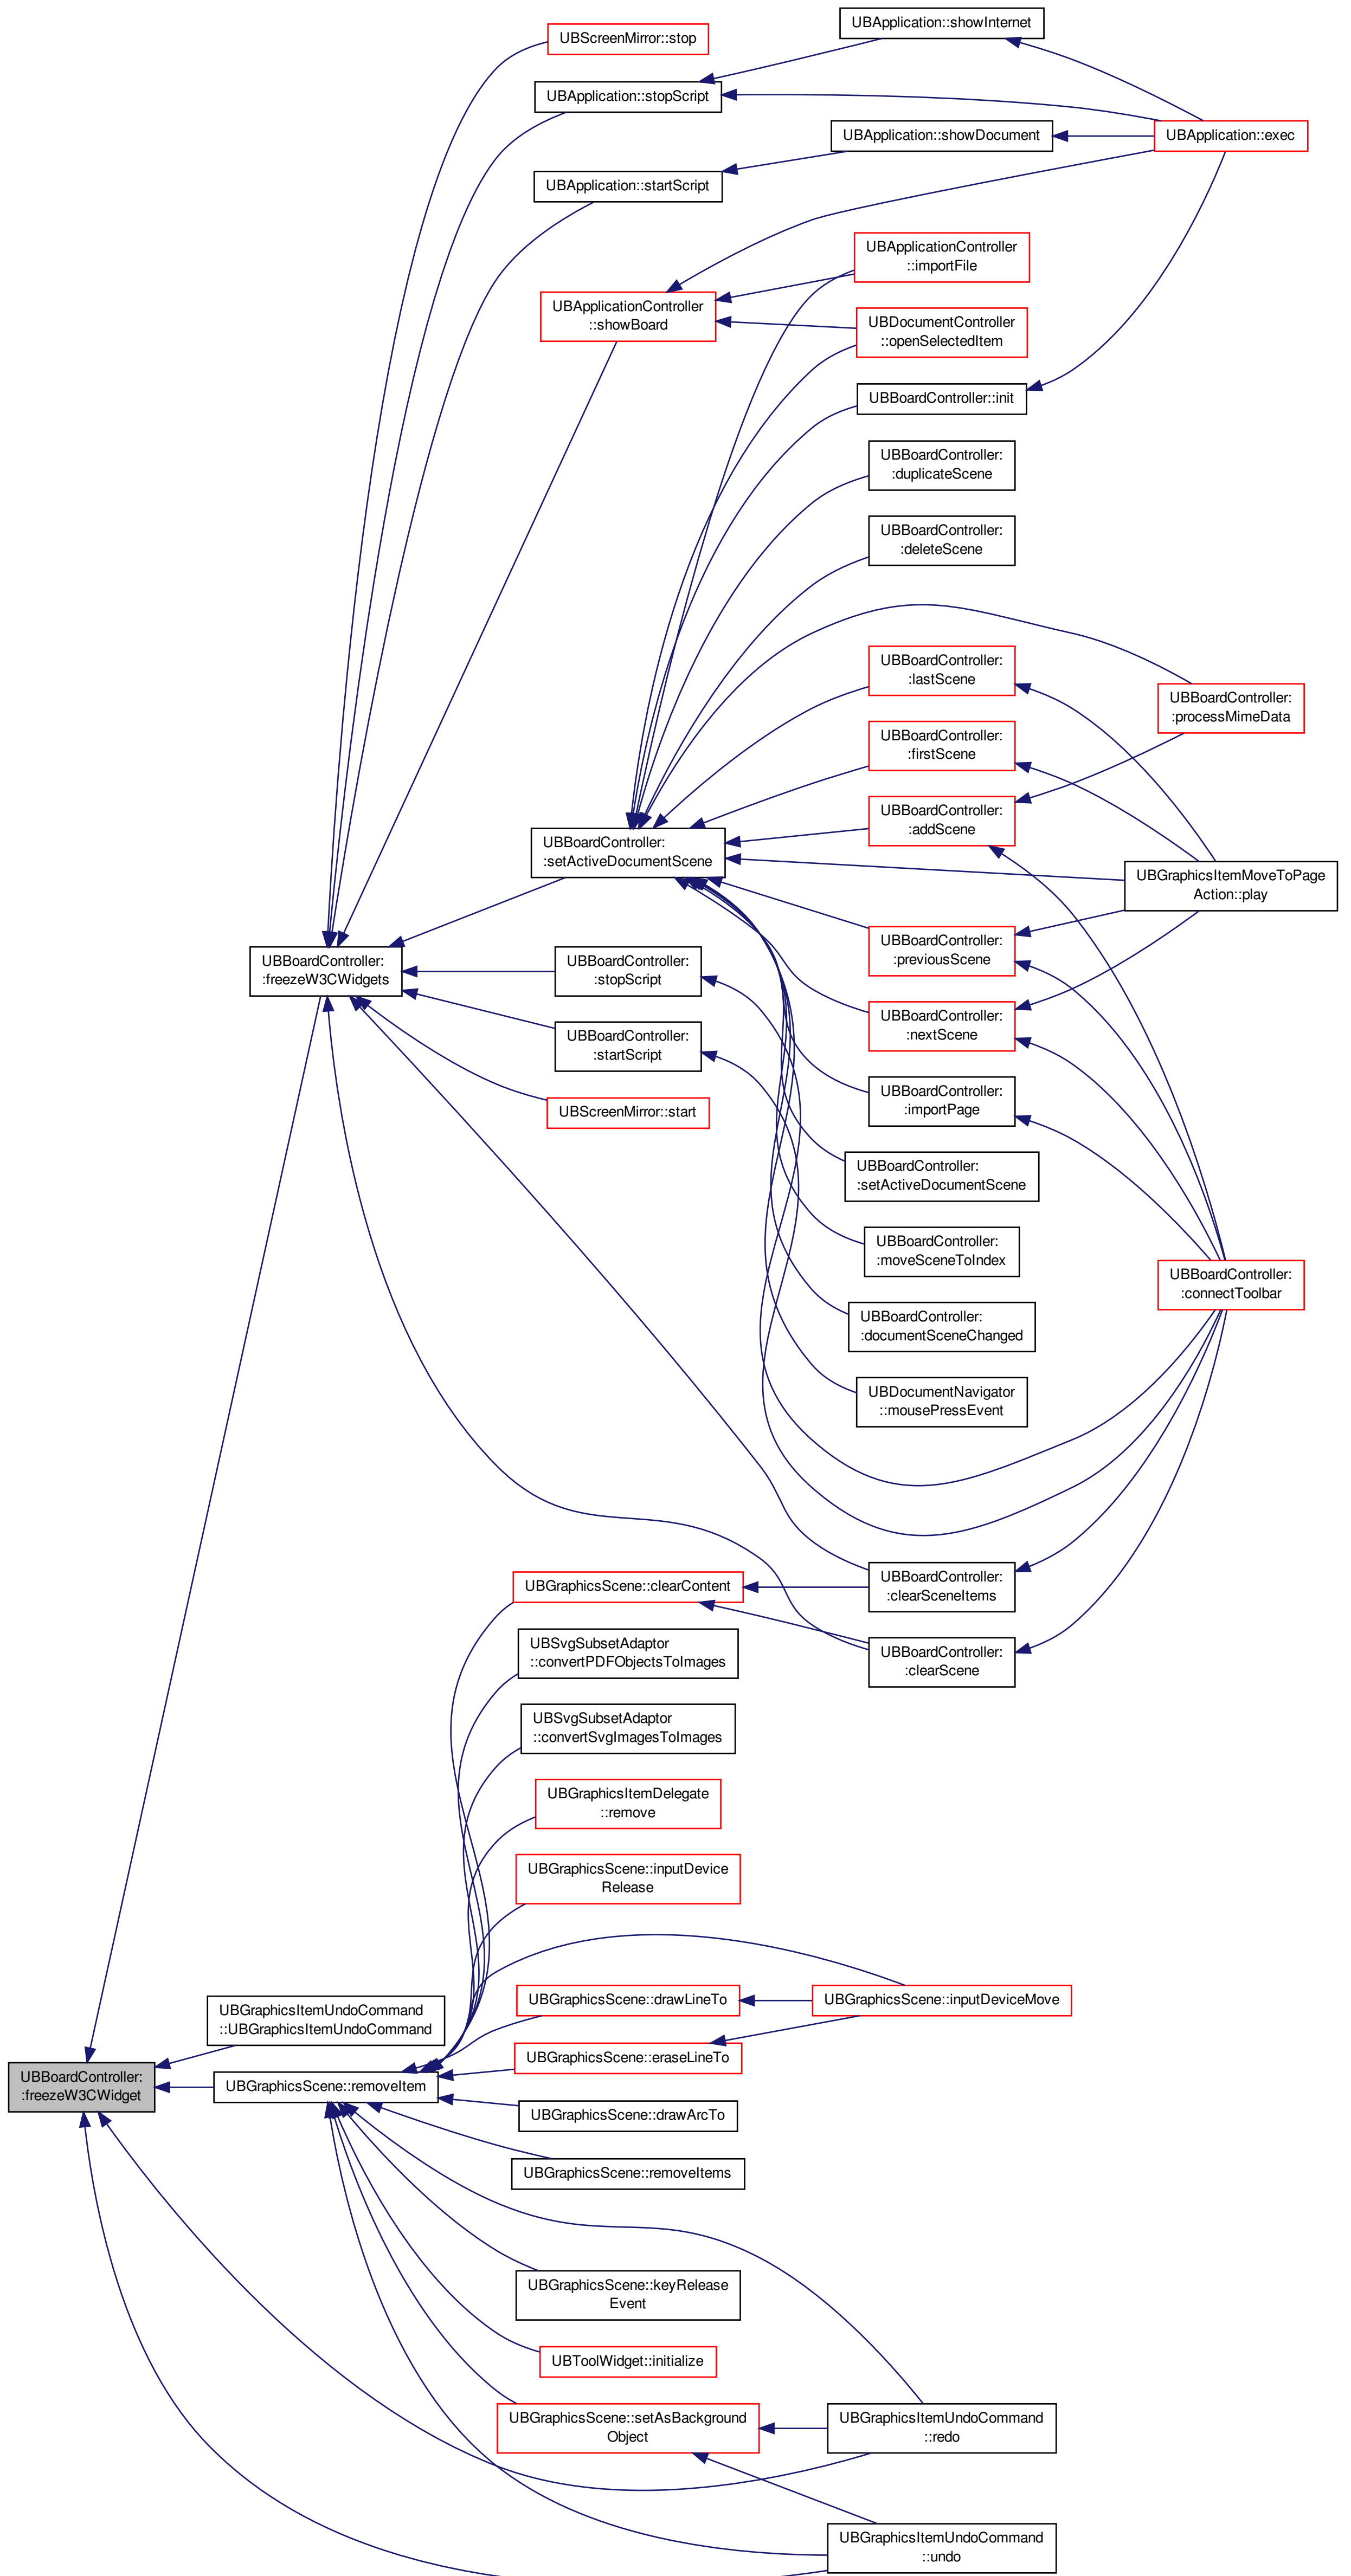 UBApplication::showInternet
UBScreenMirror::stop
UBApplication::stopScript
UBApplication::showDocument
UBApplication::exec
UBApplication::startScript
UBApplicationController
::importFile
UBApplicationController
::showBoard
UBDocumentController
::openSelectedItem
UBBoardController::init
UBBoardController:
:duplicateScene
UBBoardController:
:deleteScene
UBBoardController:
:lastScene
UBBoardController:
:processMimeData
UBBoardController:
:firstScene
UBBoardController:
:addScene
UBBoardController:
:setActiveDocumentScene
UBGraphicsItemMoveToPage
Action::play
UBBoardController:
:previousScene
UBBoardController:
:freezeW3CWidgets
UBBoardController:
:stopScript
UBBoardController:
:nextScene
UBBoardController:
:startScript
UBBoardController:
:importPage
UBScreenMirror::start
UBBoardController:
:setActiveDocumentScene
UBBoardController:
:moveSceneToIndex
UBBoardController:
:connectToolbar
UBBoardController:
:documentSceneChanged
UBDocumentNavigator
::mousePressEvent
UBGraphicsScene::clearContent
UBBoardController:
:clearSceneItems
UBSvgSubsetAdaptor
::convertPDFObjectsToImages
UBBoardController:
:clearScene
UBSvgSubsetAdaptor
::convertSvgImagesToImages
UBGraphicsItemDelegate
::remove
UBGraphicsScene::inputDevice
Release
UBGraphicsScene::drawLineTo
UBGraphicsScene::inputDeviceMove
UBGraphicsItemUndoCommand
::UBGraphicsItemUndoCommand
UBGraphicsScene::eraseLineTo
UBBoardController:
:freezeW3CWidget
UBGraphicsScene::removeItem
UBGraphicsScene::drawArcTo
UBGraphicsScene::removeItems
UBGraphicsScene::keyRelease
Event
UBToolWidget::initialize
UBGraphicsScene::setAsBackground
Object
UBGraphicsItemUndoCommand
::redo
UBGraphicsItemUndoCommand
::undo